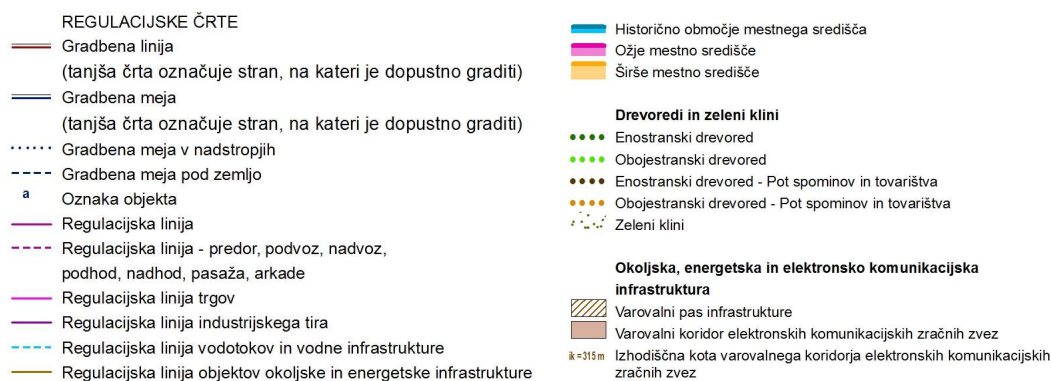 REGULACIJSKE ČRTE
Gradbena linija
(tanjša črta označuje stran, na kateri je dopustno graditi)
Gradbena meja
(tanjša črta označuje stran, na kateri je dopustno graditi)
Gradbena meja v nadstropjih
Gradbena meja pod zemljo
a Oznaka objekta
Regulacijska linija
Regulacijska linija - predor, podvoz, nadvoz,
podhod, nadhod, pasaža, arkade
Regulacijska linija trgov
Regulacijska linija industrijskega tira
Regulacijska linija vodotokov in vodne infrastrukture
Regulacijska linija objektov okoljske in energetske infrastrukture
Historično območje mestnega središča
Ožje mestno središče
Širše mestno središče
Drevoredi in zeleni klini
Enostranski drevored
Obojestranski drevored
Enostranski drevored - Pot spominov in tovarištva
Obojestranski drevored - Pot spominov in tovarištva
Zeleni klini
Okoljska, energetska in elektronsko komunikacijska
infrastruktura
Varovalni pas infrastrukture
Varovalni koridor elektronskih komunikacijskih zračnih zvez
ik = 315 m Izhodiščna kota varovalnega koridorja elektronskih komunikacijskih
zračnih zvez